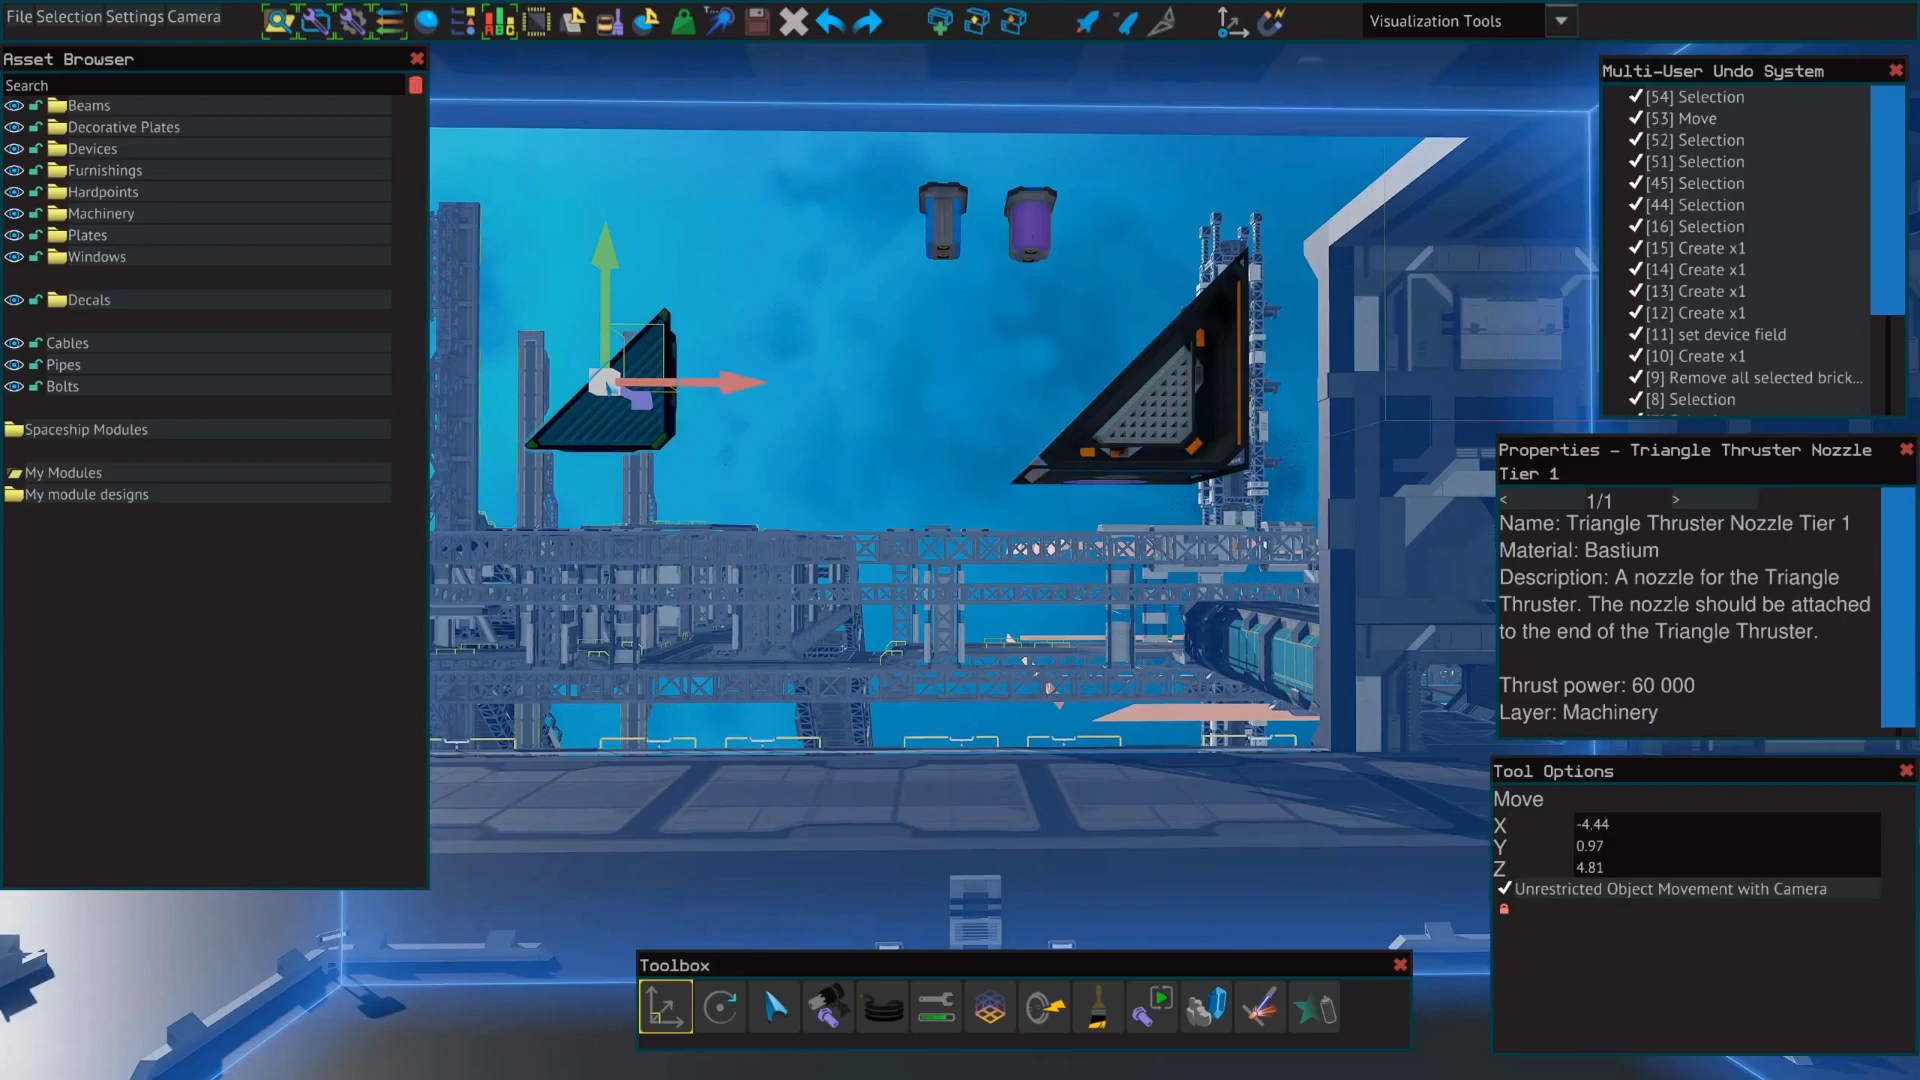 File Selection Settings Camera
Visualization Tools
Asset Browser
Search
Beams
Decorative Plates
Devices
Furnishings
Hardpoints
Machinery
Plates
Windows
Decals
Cables
Pipes
Bolts
Spaceship Modules
My Modules
My module designs
Multi-User Undo System
[54] Selection
[53] Move
[52] Selection
[51] Selection
[45] Selection
[44] Selection
[16] Selection
[15] Create x1
[14] Create x1
[13] Create x1
[12] Create x1
[11] set device field
[10] Create x1
[9] Remove all selected brick...
[8] Selection
Properties - Triangle Thruster Nozzle
Tier 1
< 1/1 >
Name: Triangle Thruster Nozzle Tier 1
Material: Bastium
Description: A nozzle for the Triangle
Thruster. The nozzle should be attached
to the end of the Triangle Thruster.
Thrust power: 60 000
Layer: Machinery
Tool Options
Move
X -4.44
Y 0.97
Z 4.81
Unrestricted Object Movement with Camera
Toolbox